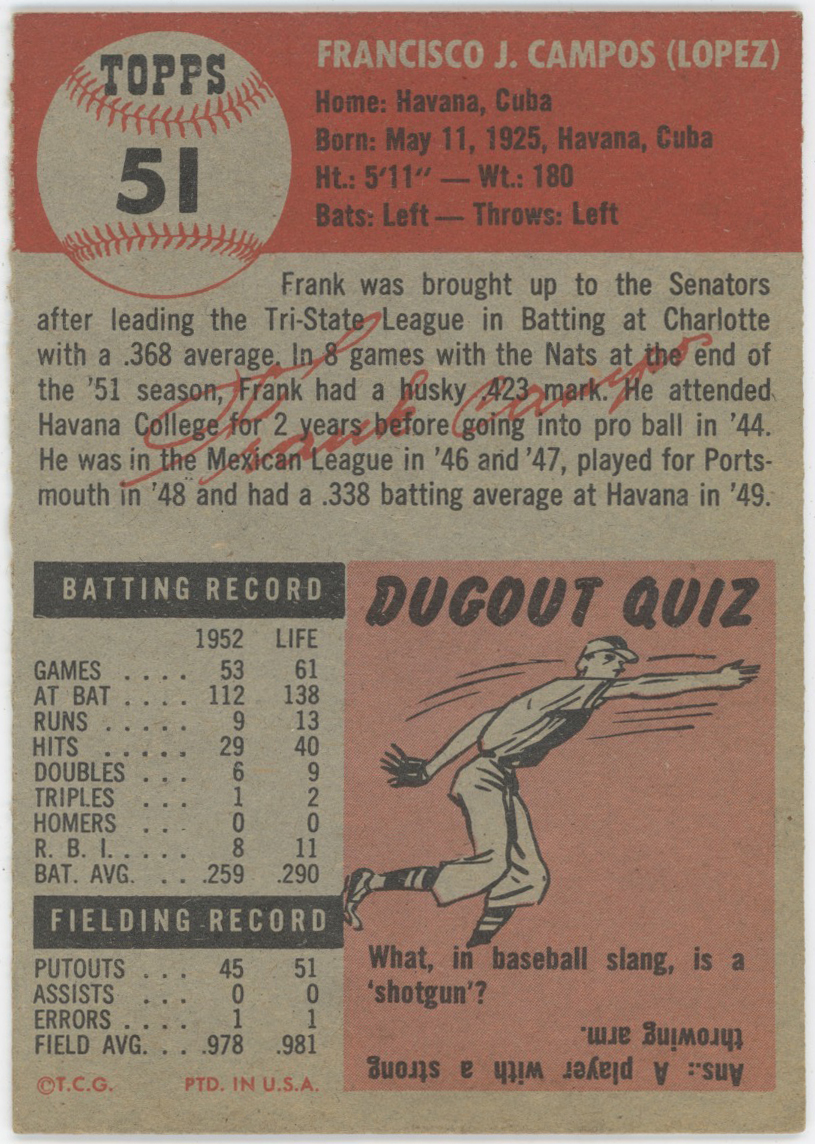 TOPPS
51
FRANCISCO J. CAMPOS (LOPEZ)
Home: Havana, Cuba
Born: May 11, 1925, Havana, Cuba
Ht.: 5'11" — Wt.: 180
Bats: Left — Throws: Left
Frank was brought up to the Senators
after leading the Tri-State League in Batting at Charlotte
with a .368 average. In 8 games with the Nats at the end of
the '51 season, Frank had a husky .423 mark. He attended
Havana College for 2 years before going into pro ball in '44.
He was in the Mexican League in '46 and '47, played for Ports-
mouth in '48 and had a .338 batting average at Havana in '49.
Frank Campos
BATTING RECORD
1952 LIFE
GAMES .... 53 61
AT BAT .... 112 138
RUNS ..... 9 13
HITS ..... 29 40
DOUBLES ... 6 9
TRIPLES ... 1 2
HOMERS ... 0 0
R. B. I. .... 8 11
BAT. AVG. .. .259 .290
FIELDING RECORD
PUTOUTS ... 45 51
ASSISTS ... 0 0
ERRORS .... 1 1
FIELD AVG. .. .978 .981
©T.C.G. PTD. IN U.S.A.
DUGOUT QUIZ
What, in baseball slang, is a
'shotgun'?
Ans.: A player with a strong
throwing arm.